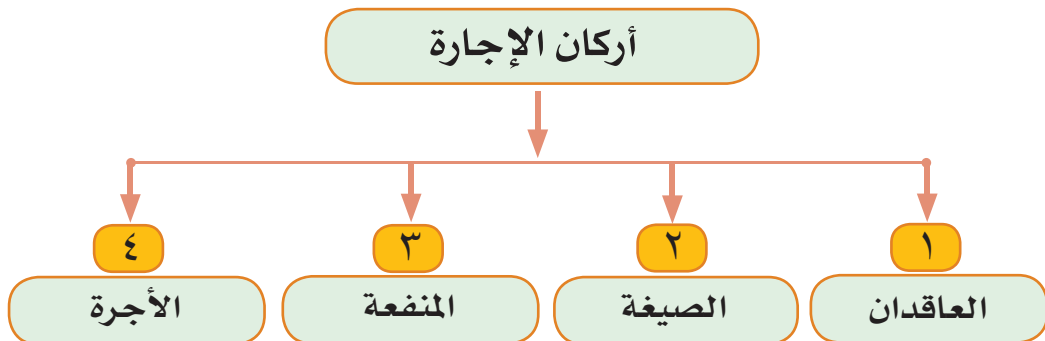 أركان الإجارة
١
٢
٣
٤
العاقدان
الصيغة
المنفعة
الأجرة